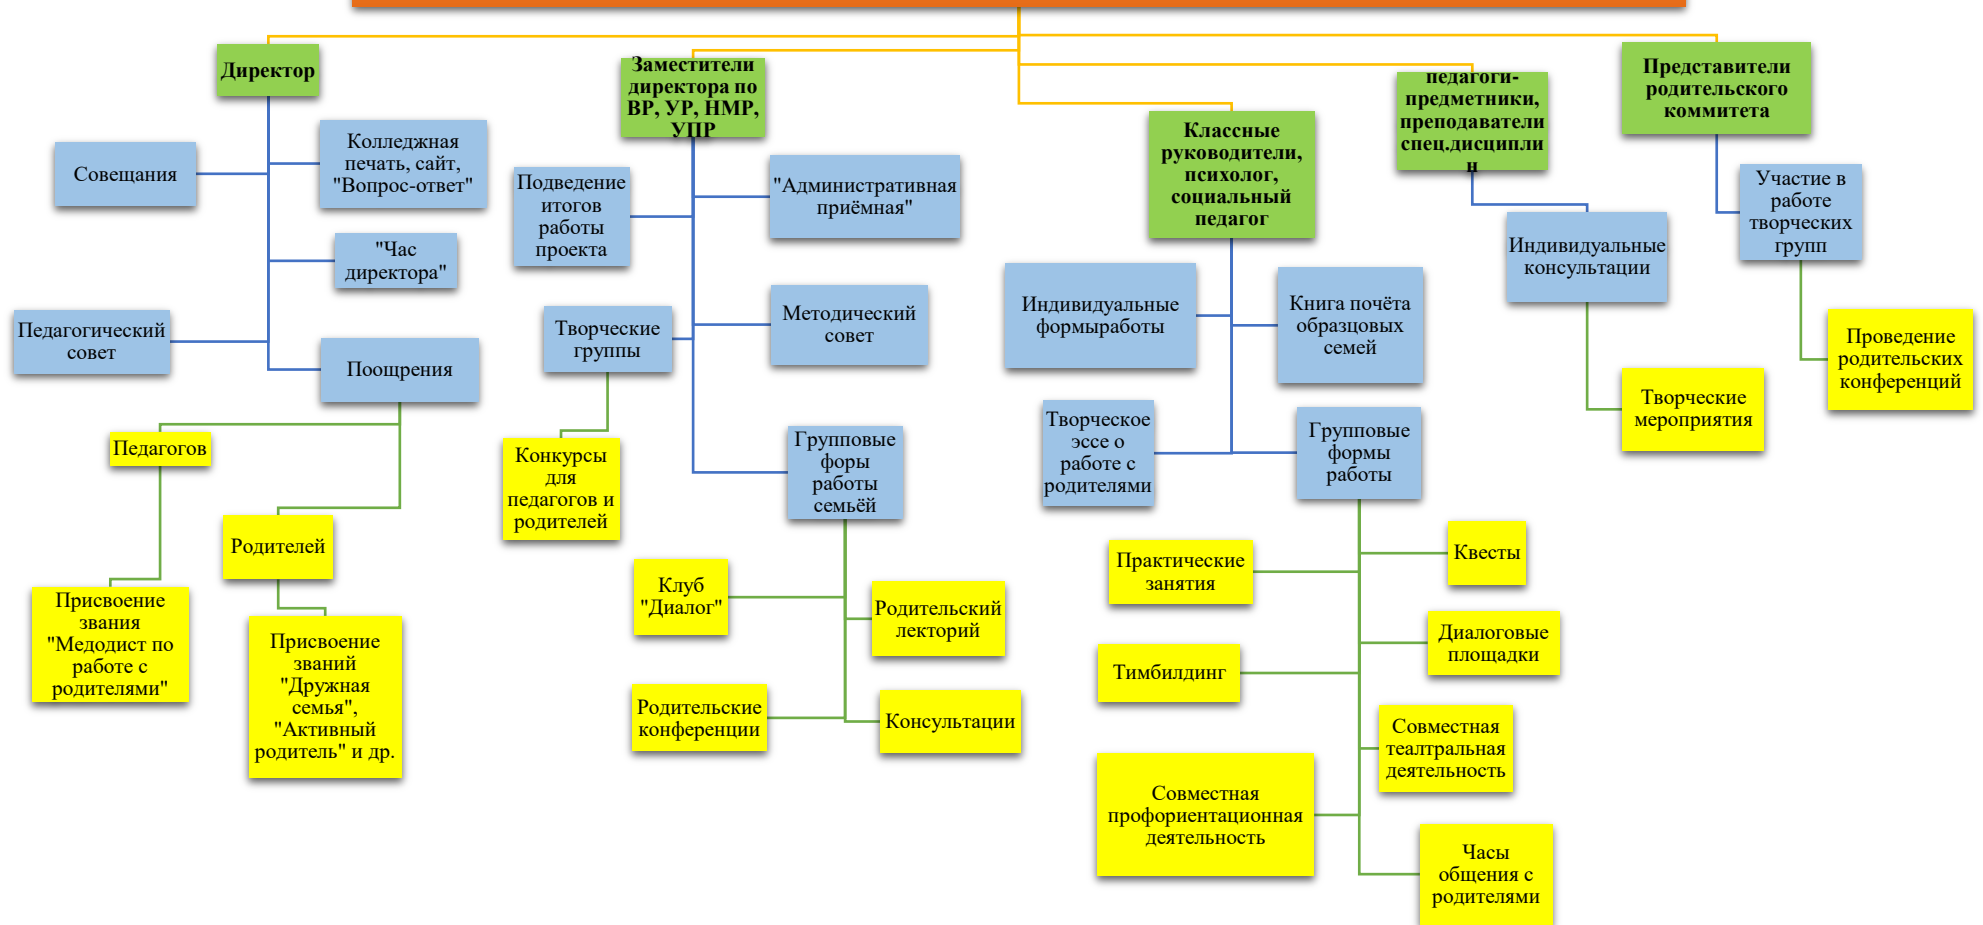 Директор
Заместители
директора по
ВР, УР, НМР,
УПР
педагоги-
предметники,
преподаватели
спец.дисципли
н
Представители
родительского
коммитета
Классные
руководители,
психолог,
социальный
педагог
Совещания
Колледжная
печать, сайт,
"Вопрос-ответ"
"Час
директора"
Педагогический
совет
Поощрения
Педагогов
Родителей
Присвоение
звания
"Медодист по
работе с
родителями"
Присвоение
званий
"Дружная
семья",
"Активный
родитель" и др.
Подведение
итогов
работы
проекта
"Административная
приёмная"
Творческие
группы
Методический
совет
Конкурсы
для
педагогов и
родителей
Групповые
форы
работы
семьёй
Клуб
"Диалог"
Родительский
лекторий
Родительские
конференции
Консультации
Индивидуальные
формыработы
Книга почёта
образцовых
семей
Творческое
эссе о
работе с
родителями
Групповые
формы
работы
Практические
занятия
Квесты
Диалоговые
площадки
Тимбилдинг
Совместная
теалтральная
деятельность
Совместная
профориентационная
деятельность
Часы
общения с
родителями
Индивидуальные
консультации
Творческие
мероприятия
Участие в
работе
творческих
групп
Проведение
родительских
конференций